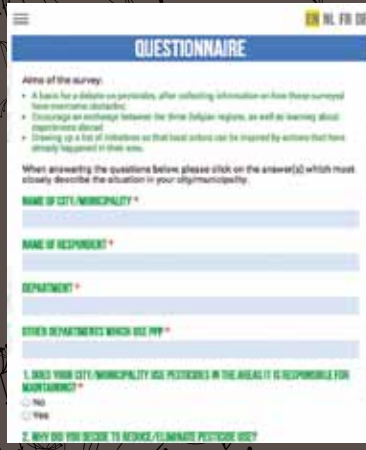 EN NL FR DE
QUESTIONNAIRE
Aims of the survey:
• A basis for a debate on pesticides, after collecting information on how those surveyed
have overcome obstacles;
• Encourage an exchange between the three Belgian regions, as well as learning about
experiences abroad
• Drawing up a list of initiatives so that local actors can be inspired by actions that have
already happened in their area.
When answering the questions below, please click on the answer(s) which most
closely describe the situation in your city/municipality.
NAME OF CITY/MUNICIPALITY *
NAME OF RESPONDENT *
DEPARTMENT *
OTHER DEPARTMENTS WHICH USE PPP *
1. DOES YOUR CITY/MUNICIPALITY USE PESTICIDES IN THE AREAS IT IS RESPONSIBLE FOR
MAINTAINING? *
No
Yes
2. WHY DID YOU DECIDE TO REDUCE/ELIMINATE PESTICIDE USE?